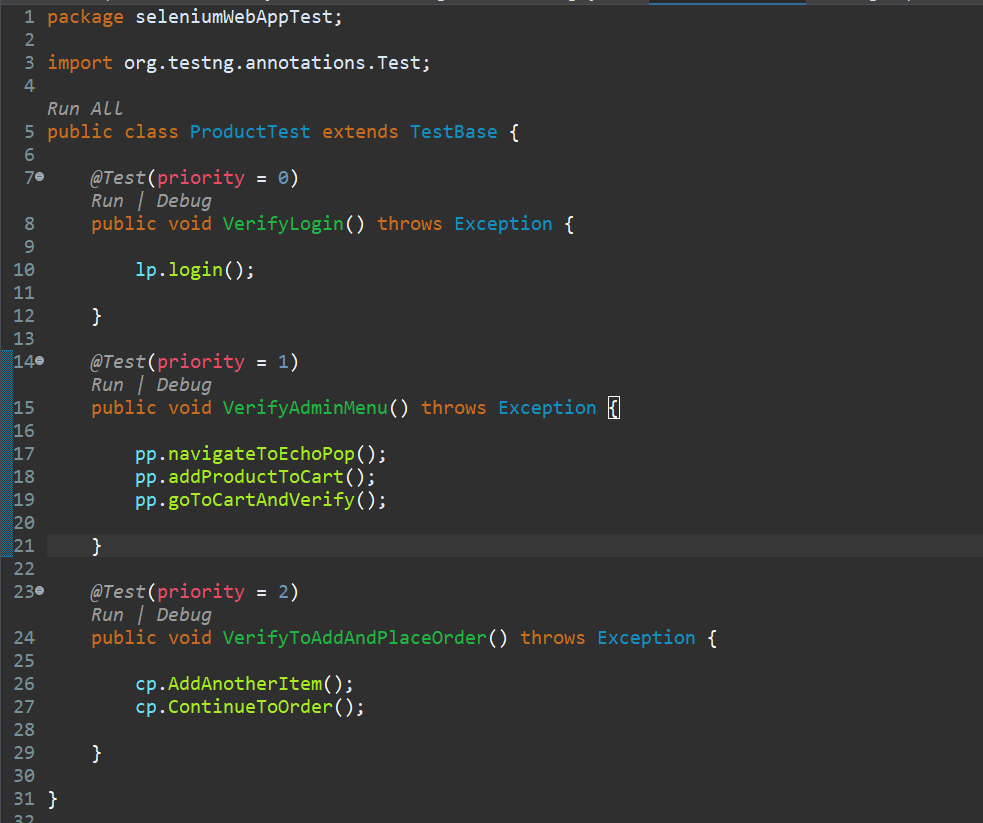 1 package seleniumWebAppTest;
2
3 import org.testng.annotations.Test;
4
Run All
5 public class ProductTest extends TestBase {
6
7 @Test(priority = 0)
Run | Debug
8 public void VerifyLogin() throws Exception {
9
10 lp.login();
11
12 }
13
14 @Test(priority = 1)
Run | Debug
15 public void VerifyAdminMenu() throws Exception {
16
17 pp.navigateToEchoPop();
18 pp.addProductToCart();
19 pp.goToCartAndVerify();
20
21 }
22
23 @Test(priority = 2)
Run | Debug
24 public void VerifyToAddAndPlaceOrder() throws Exception {
25
26 cp.AddAnotherItem();
27 cp.ContinueToOrder();
28
29 }
30
31 }
32